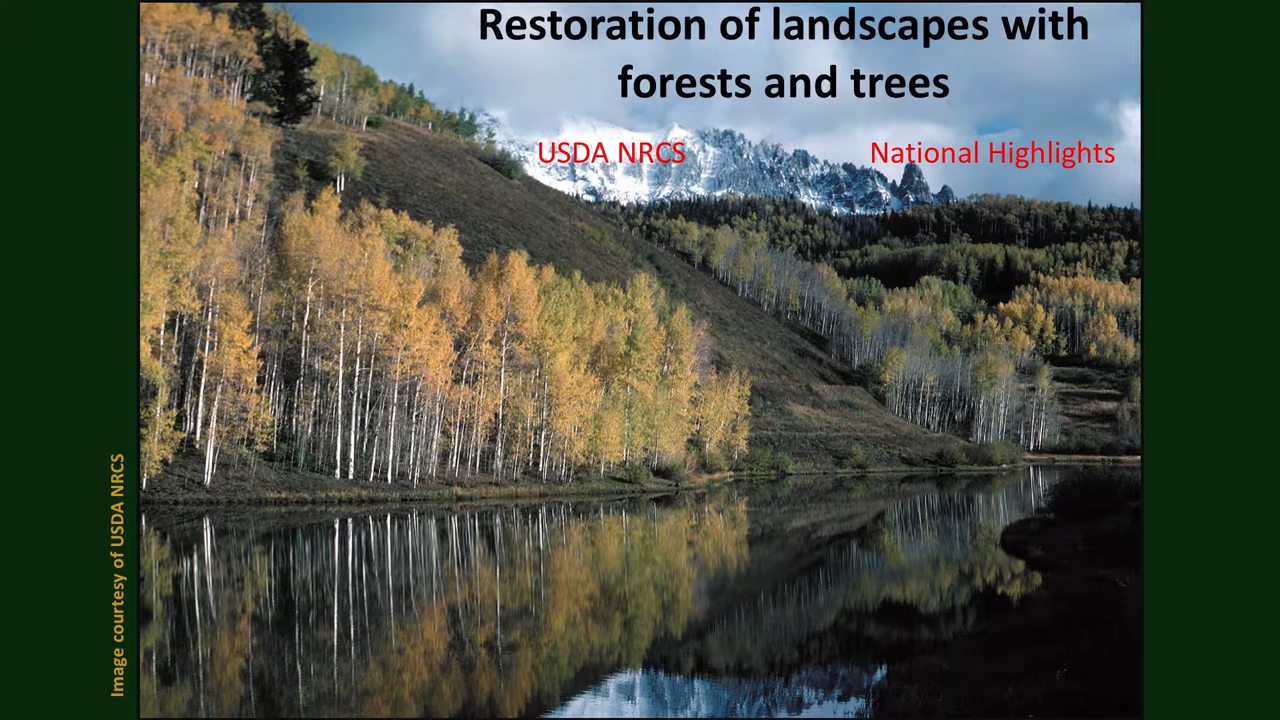 Restoration of landscapes with
forests and trees
USDA NRCS
National Highlights
Image courtesy of USDA NRCS